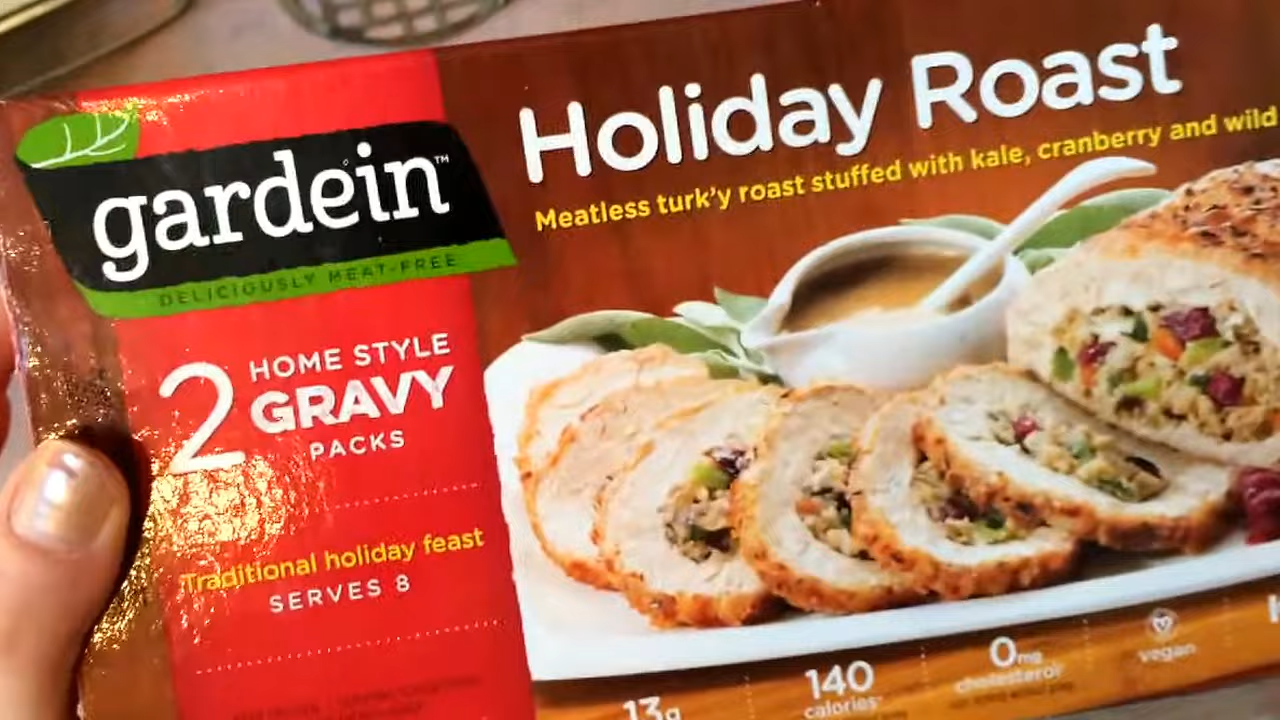 Holiday Roast
Meatless turk'y roast stuffed with kale, cranberry and wild
gardein™
DELICIOUSLY MEAT-FREE
2 HOME STYLE
GRAVY
PACKS
Traditional holiday feast
SERVES 8
13g
140
calories
0mg
cholesterol
vegan